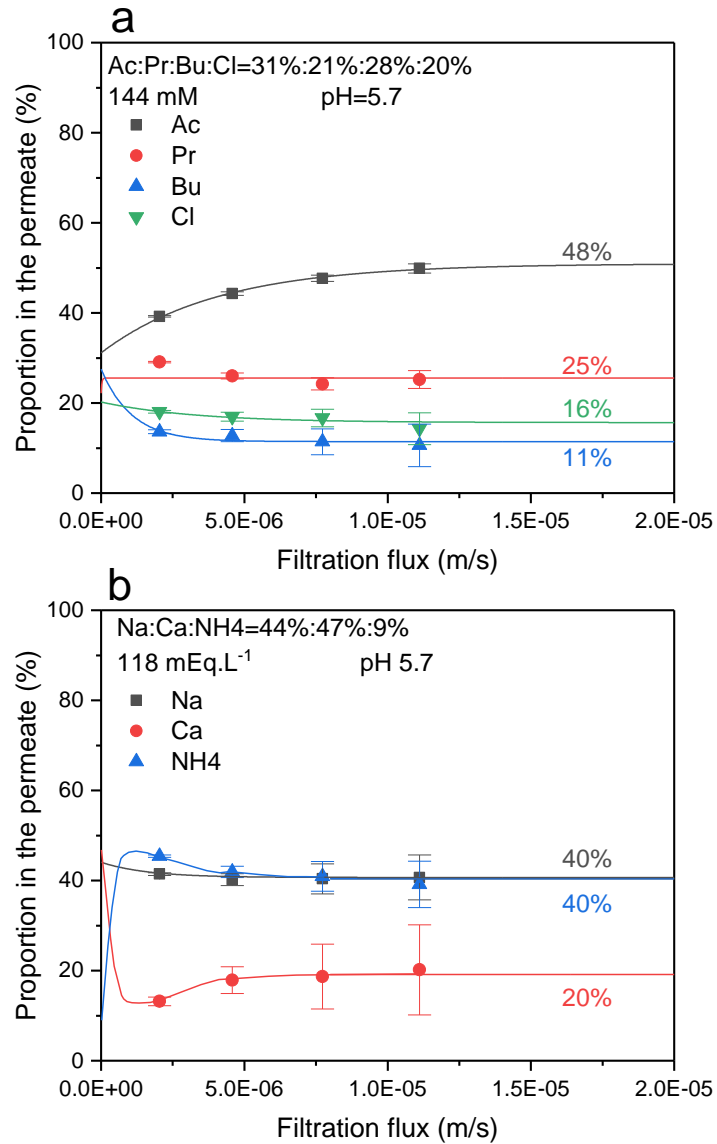 a
Ac:Pr:Bu:Cl=31%:21%:28%:20%
144 mM pH=5.7
Ac
Pr
Bu
Cl
48%
25%
16%
11%
100
80
60
40
20
0
0.0E+00 5.0E-06 1.0E-05 1.5E-05 2.0E-05
Proportion in the permeate (%)
Filtration flux (m/s)
b
Na:Ca:NH4=44%:47%:9%
118 mEq.L-1 pH 5.7
Na
Ca
NH4
40%
40%
20%
100
80
60
40
20
0
0.0E+00 5.0E-06 1.0E-05 1.5E-05 2.0E-05
Proportion in the permeate (%)
Filtration flux (m/s)